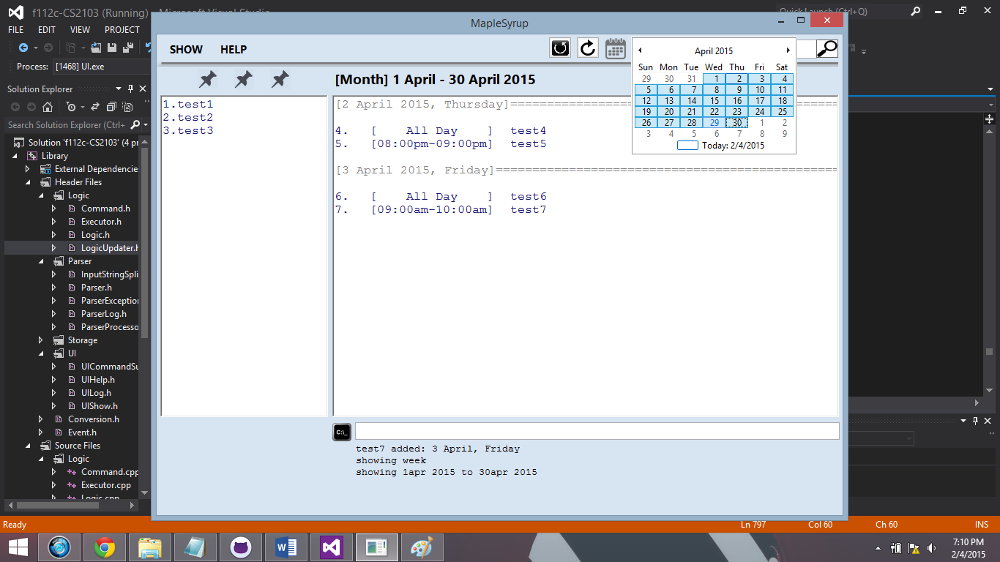 f112c-CS2103 (Running) - Microsoft Visual Studio
Quick Launch (Ctrl+Q)
FILE EDIT VIEW PROJECT
Process: [1468] UI.exe
Solution Explorer
Search Solution Explorer (Ctrl+
Solution 'f112c-CS2103' (4 pr
Library
External Dependencie
Header Files
Logic
Command.h
Executor.h
Logic.h
LogicUpdater.h
Parser
InputStringSpli
Parser.h
ParserException
ParserLog.h
ParserProcesso
Storage
UI
UICommandSu
UIHelp.h
UILog.h
UIShow.h
Conversion.h
Event.h
Source Files
Logic
Command.cpp
Executor.cpp
Logic.cpp
MapleSyrup
SHOW HELP
[Month] 1 April - 30 April 2015
1.test1
2.test2
3.test3
[2 April 2015, Thursday]=============================================
4. [ All Day ] test4
5. [08:00pm-09:00pm] test5
[3 April 2015, Friday]===============================================
6. [ All Day ] test6
7. [09:00am-10:00am] test7
April 2015
Sun Mon Tue Wed Thu Fri Sat
29 30 31 1 2 3 4
5 6 7 8 9 10 11
12 13 14 15 16 17 18
19 20 21 22 23 24 25
26 27 28 29 30 1 2
3 4 5 6 7 8 9
Today: 2/4/2015
C:\_
test7 added: 3 April, Friday
showing week
showing 1apr 2015 to 30apr 2015
Ready Ln 797 Col 60 Ch 60 INS
7:10 PM
2/4/2015